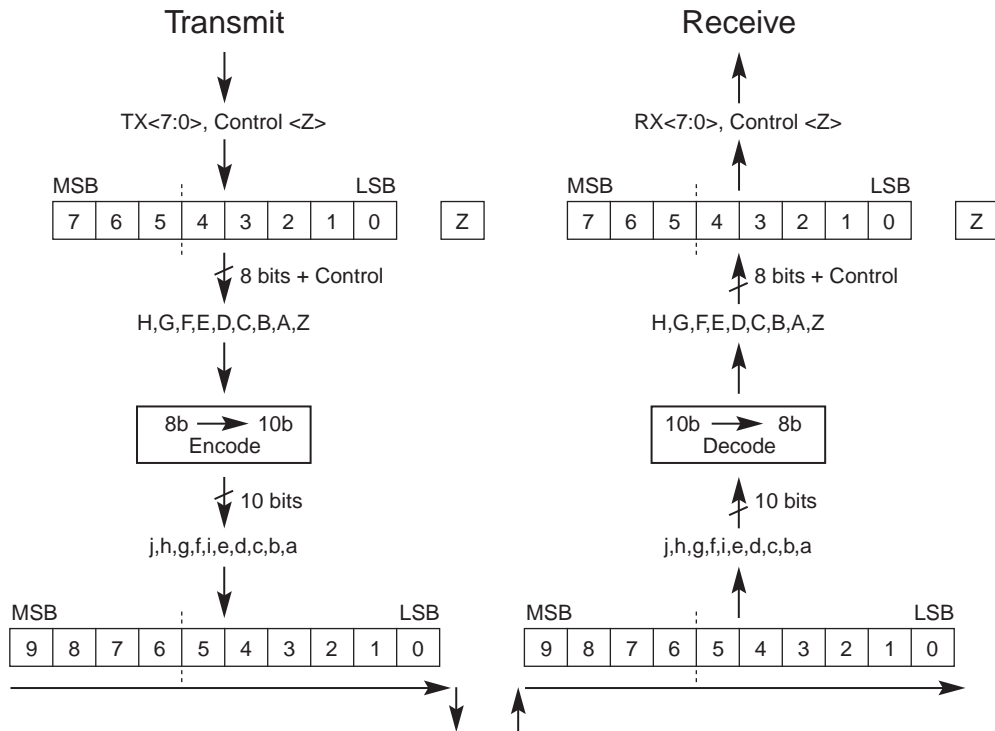 Transmit
TX<7:0>, Control <Z>
MSB LSB
7 6 5 4 3 2 1 0 Z
8 bits + Control
H,G,F,E,D,C,B,A,Z
8b 10b
Encode
10 bits
j,h,g,f,i,e,d,c,b,a
MSB LSB
9 8 7 6 5 4 3 2 1 0
Receive
RX<7:0>, Control <Z>
MSB LSB
7 6 5 4 3 2 1 0 Z
8 bits + Control
H,G,F,E,D,C,B,A,Z
10b 8b
Decode
10 bits
j,h,g,f,i,e,d,c,b,a
MSB LSB
9 8 7 6 5 4 3 2 1 0